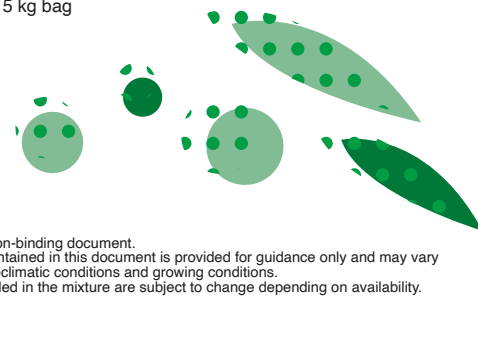 5 kg bag
on-binding document.
ntained in this document is provided for guidance only and may vary
climatic conditions and growing conditions.
led in the mixture are subject to change depending on availability.